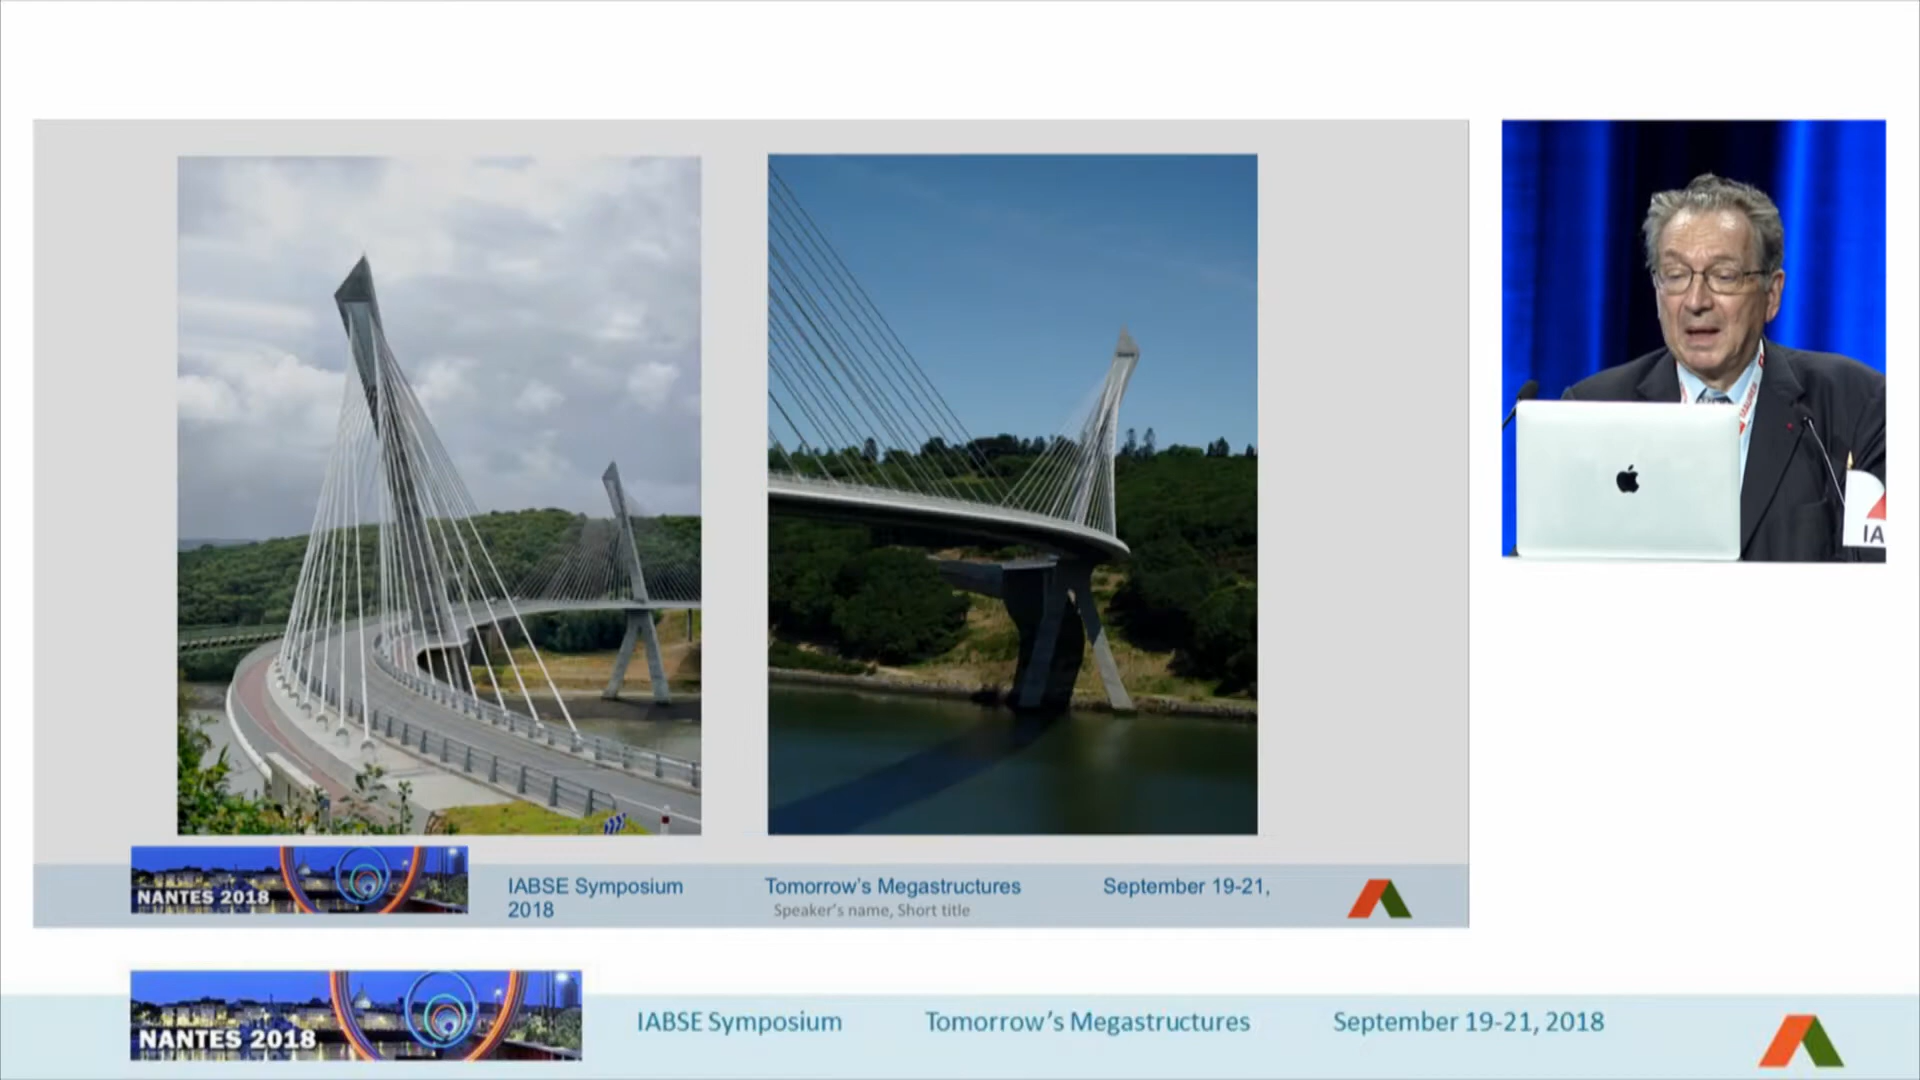 NANTES 2018
IABSE Symposium Tomorrow's Megastructures September 19-21,
2018 Speaker's name, Short title
IA
NANTES 2018
IABSE Symposium Tomorrow's Megastructures September 19-21, 2018